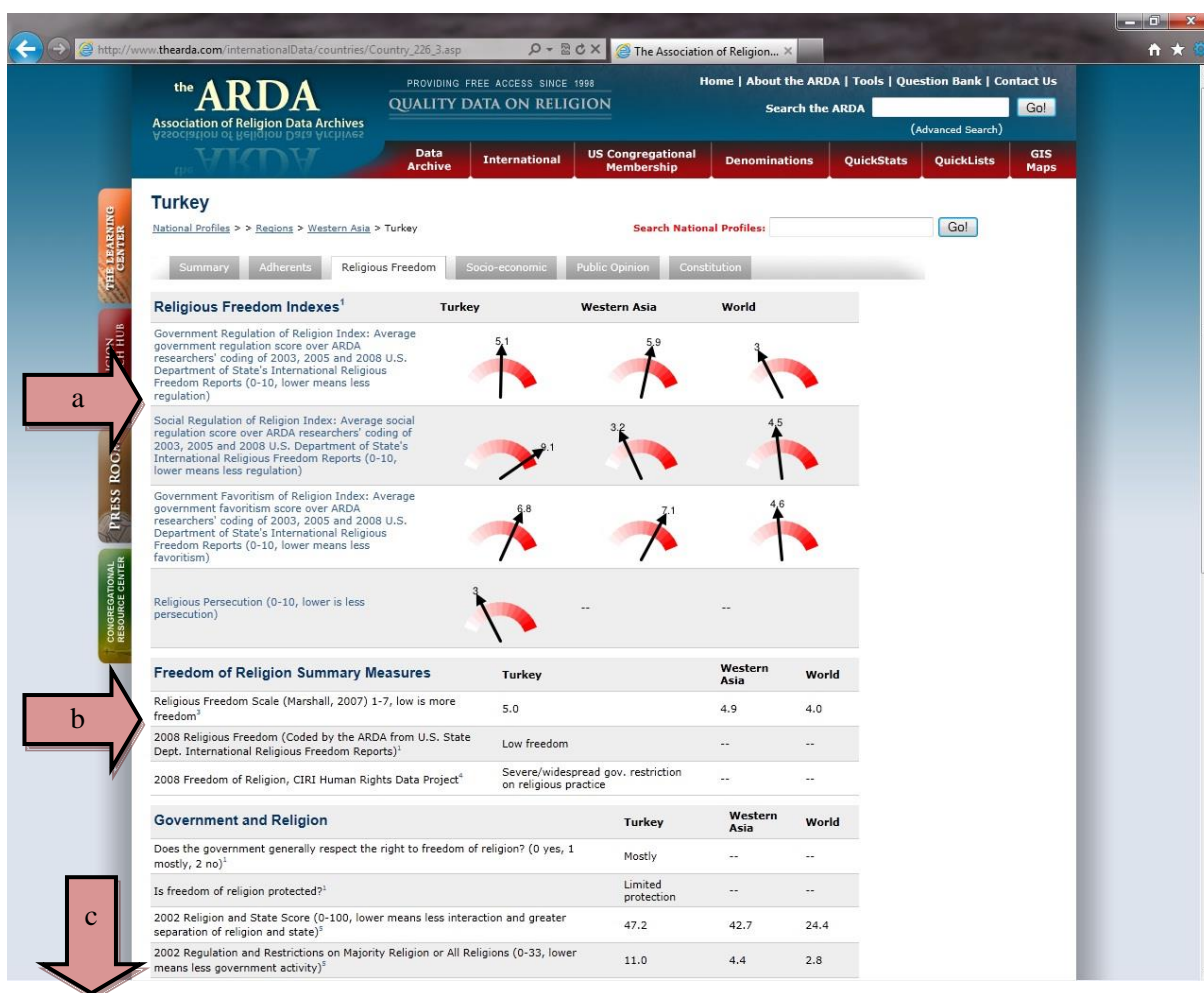 http://www.thearda.com/internationalData/countries/Country_226_3.asp
The Association of Religion...
the ARDA
Association of Religion Data Archives
PROVIDING FREE ACCESS SINCE 1998
QUALITY DATA ON RELIGION
Home | About the ARDA | Tools | Question Bank | Contact Us
Search the ARDA Go!
(Advanced Search)
Data Archive
International
US Congregational Membership
Denominations
QuickStats
QuickLists
GIS Maps
THE LEARNING CENTER
HUB
PRESS ROOM
CONGREGATIONAL RESOURCE CENTER
Turkey
National Profiles > > Regions > Western Asia > Turkey
Search National Profiles: Go!
Summary Adherents Religious Freedom Socio-economic Public Opinion Constitution
Religious Freedom Indexes1 Turkey Western Asia World
Government Regulation of Religion Index: Average
government regulation score over ARDA
researchers' coding of 2003, 2005 and 2008 U.S.
Department of State's International Religious
Freedom Reports (0-10, lower means less
regulation)
5.1 5.9 3
a
Social Regulation of Religion Index: Average social
regulation score over ARDA researchers' coding of
2003, 2005 and 2008 U.S. Department of State's
International Religious Freedom Reports (0-10,
lower means less regulation)
9.1 3.2 4.5
Government Favoritism of Religion Index: Average
government favoritism score over ARDA
researchers' coding of 2003, 2005 and 2008 U.S.
Department of State's International Religious
Freedom Reports (0-10, lower means less
favoritism)
6.8 7.1 4.6
Religious Persecution (0-10, lower is less
persecution)
3 -- --
Freedom of Religion Summary Measures Turkey Western Asia World
b
Religious Freedom Scale (Marshall, 2007) 1-7, low is more
freedom3
5.0 4.9 4.0
2008 Religious Freedom (Coded by the ARDA from U.S. State
Dept. International Religious Freedom Reports)1
Low freedom -- --
2008 Freedom of Religion, CIRI Human Rights Data Project4
Severe/widespread gov. restriction
on religious practice
-- --
Government and Religion Turkey Western Asia World
Does the government generally respect the right to freedom of religion? (0 yes, 1
mostly, 2 no)1
Mostly -- --
Is freedom of religion protected?1
Limited
protection
-- --
c
2002 Religion and State Score (0-100, lower means less interaction and greater
separation of religion and state)5
47.2 42.7 24.4
2002 Regulation and Restrictions on Majority Religion or All Religions (0-33, lower
means less government activity)5
11.0 4.4 2.8